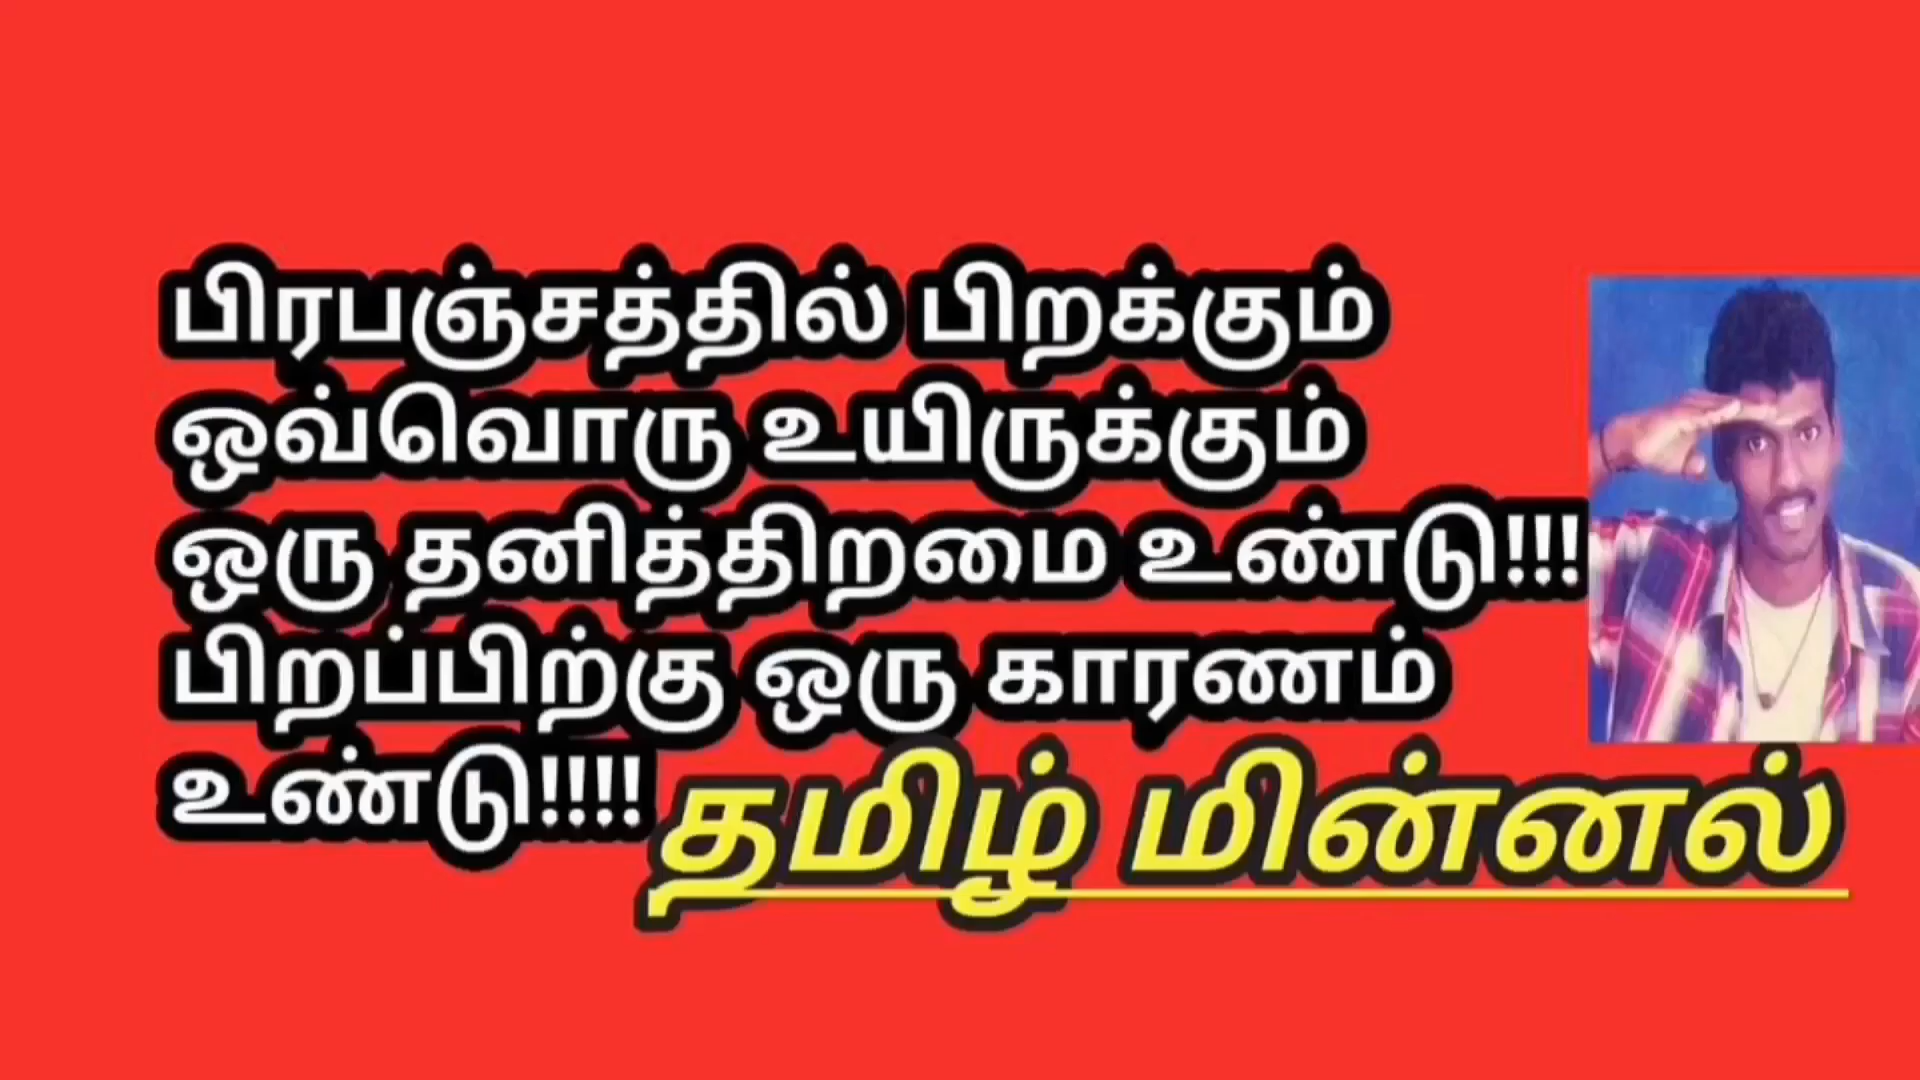 பிரபஞ்சத்தில் பிறக்கும்
ஒவ்வொரு உயிருக்கும்
ஒரு தனித்திறமை உண்டு!!!
பிறப்பிற்கு ஒரு காரணம்
உண்டு!!!!
தமிழ் மின்னல்